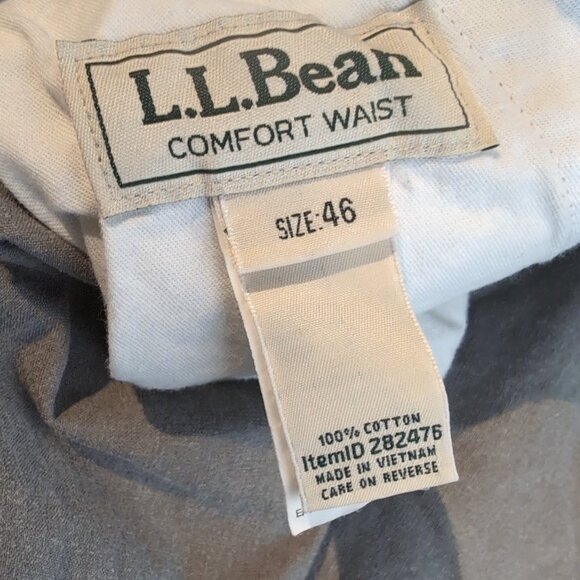 L.L.Bean
COMFORT WAIST
SIZE:46
100% COTTON
ItemID 282476
MADE IN VIETNAM
CARE ON REVERSE